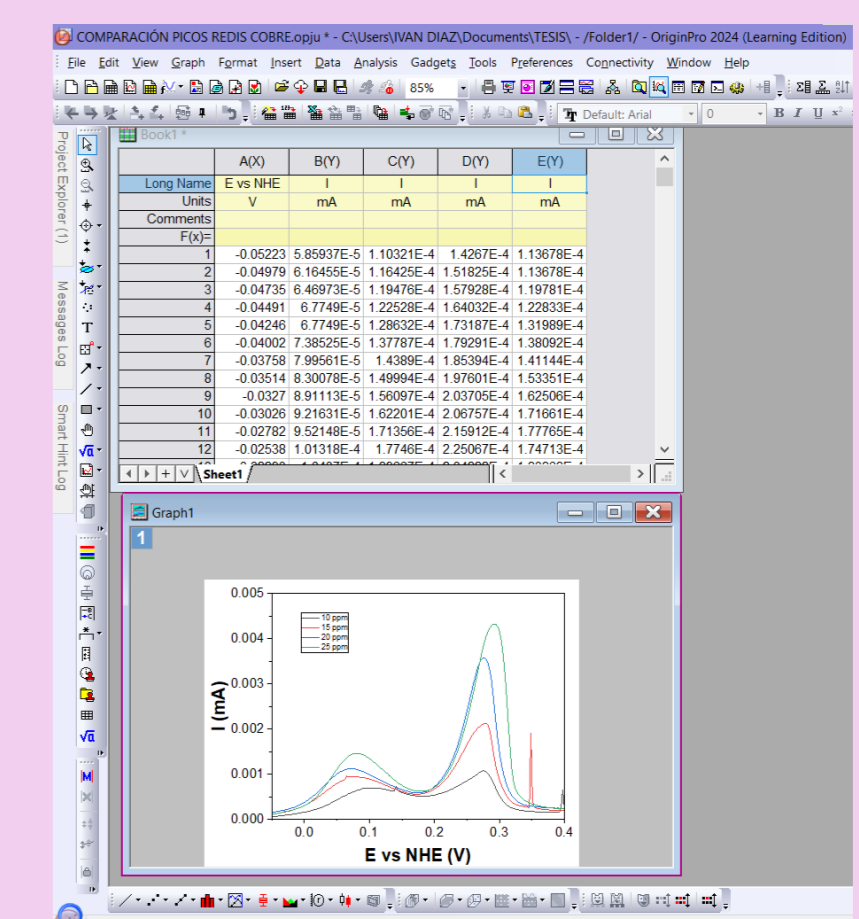 COMPARACIÓN PICOS REDIS COBRE.opju * - C:\Users\IVAN DIAZ\Documents\TESIS\ - /Folder1/ - OriginPro 2024 (Learning Edition)
File Edit View Graph Format Insert Data Analysis Gadgets Tools Preferences Connectivity Window Help
85%
Default: Arial 0 B I U x²
Project Explorer (1)
Messages Log
Smart Hint Log
Book1 *
A(X) B(Y) C(Y) D(Y) E(Y)
Long Name E vs NHE I I I I
Units V mA mA mA mA
Comments
F(x)=
1 -0.05223 5.85937E-5 1.10321E-4 1.4267E-4 1.13678E-4
2 -0.04979 6.16455E-5 1.16425E-4 1.51825E-4 1.13678E-4
3 -0.04735 6.46973E-5 1.19476E-4 1.57928E-4 1.19781E-4
4 -0.04491 6.7749E-5 1.22528E-4 1.64032E-4 1.22833E-4
5 -0.04246 6.7749E-5 1.28632E-4 1.73187E-4 1.31989E-4
6 -0.04002 7.38525E-5 1.37787E-4 1.79291E-4 1.38092E-4
7 -0.03758 7.99561E-5 1.4389E-4 1.85394E-4 1.41144E-4
8 -0.03514 8.30078E-5 1.49994E-4 1.97601E-4 1.53351E-4
9 -0.0327 8.91113E-5 1.56097E-4 2.03705E-4 1.62506E-4
10 -0.03026 9.21631E-5 1.62201E-4 2.06757E-4 1.71661E-4
11 -0.02782 9.52148E-5 1.71356E-4 2.15912E-4 1.77765E-4
12 -0.02538 1.01318E-4 1.7746E-4 2.25067E-4 1.74713E-4
Sheet1
Graph1
1
0.005
0.004
0.003
0.002
0.001
0.000
I (mA)
10 ppm
15 ppm
20 ppm
25 ppm
0.0 0.1 0.2 0.3 0.4
E vs NHE (V)